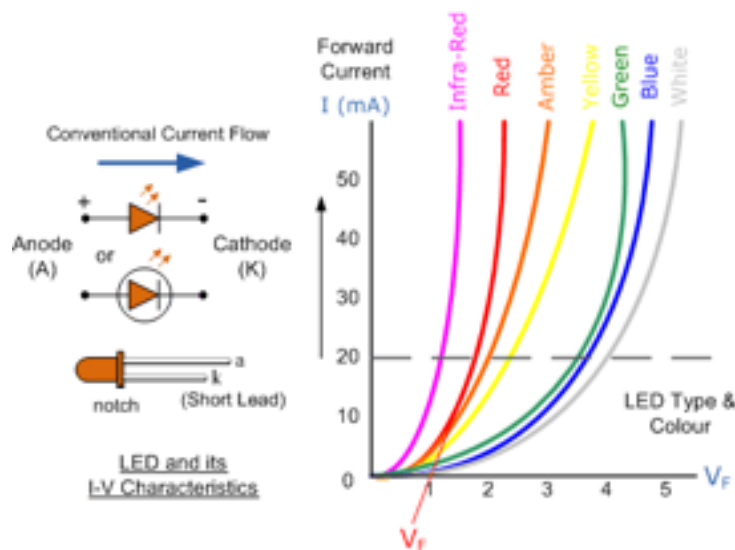 Conventional Current Flow
+
-
Anode
(A)
or
Cathode
(K)
a
k
notch
(Short Lead)
LED and its
I-V Characteristics
Forward
Current
I (mA)
Infra-Red
Red
Amber
Yellow
Green
Blue
White
50
40
30
20
10
0
LED Type &
Colour
1
2
3
4
5
VF
VF